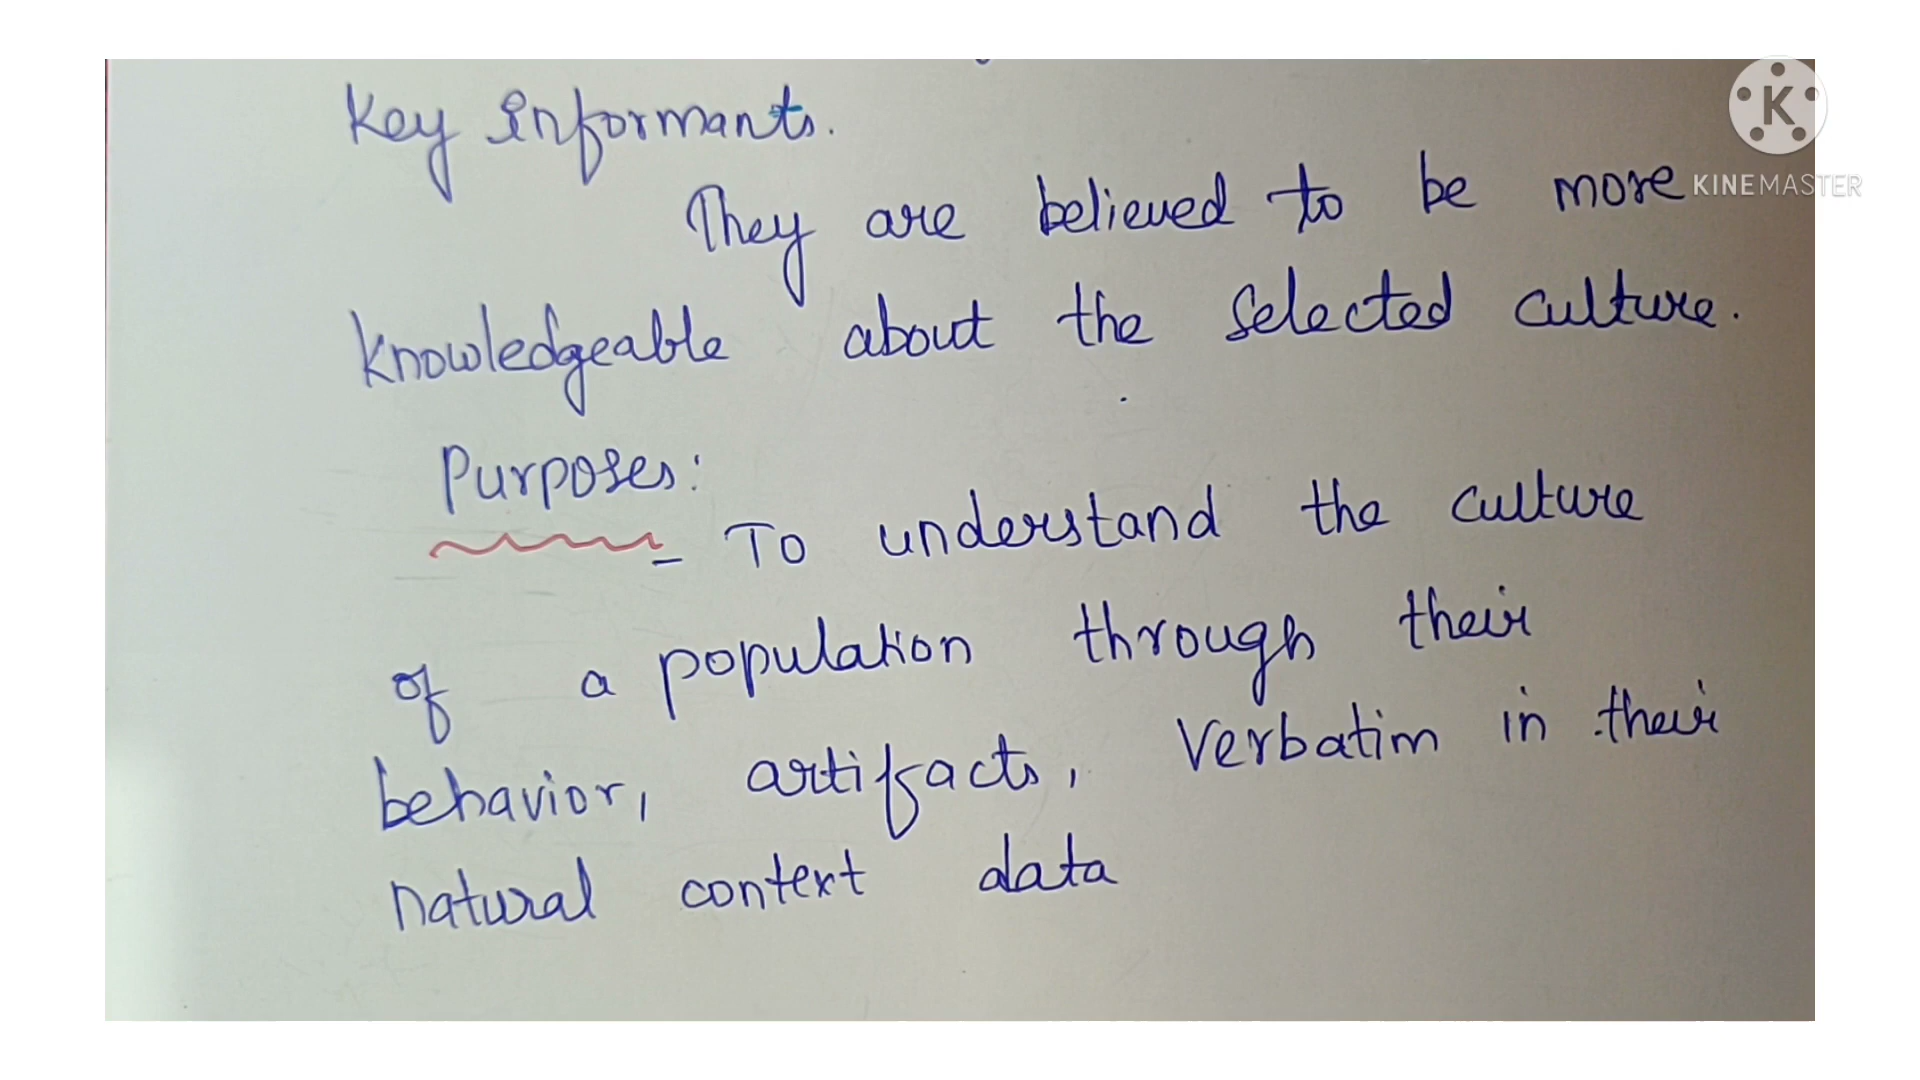 Key informants.
They are believed to be more
knowledgeable about the selected culture.
Purposes:
- To understand the culture
of a population through their
behavior, artifacts, verbatim in their
natural context data
KINEMASTER